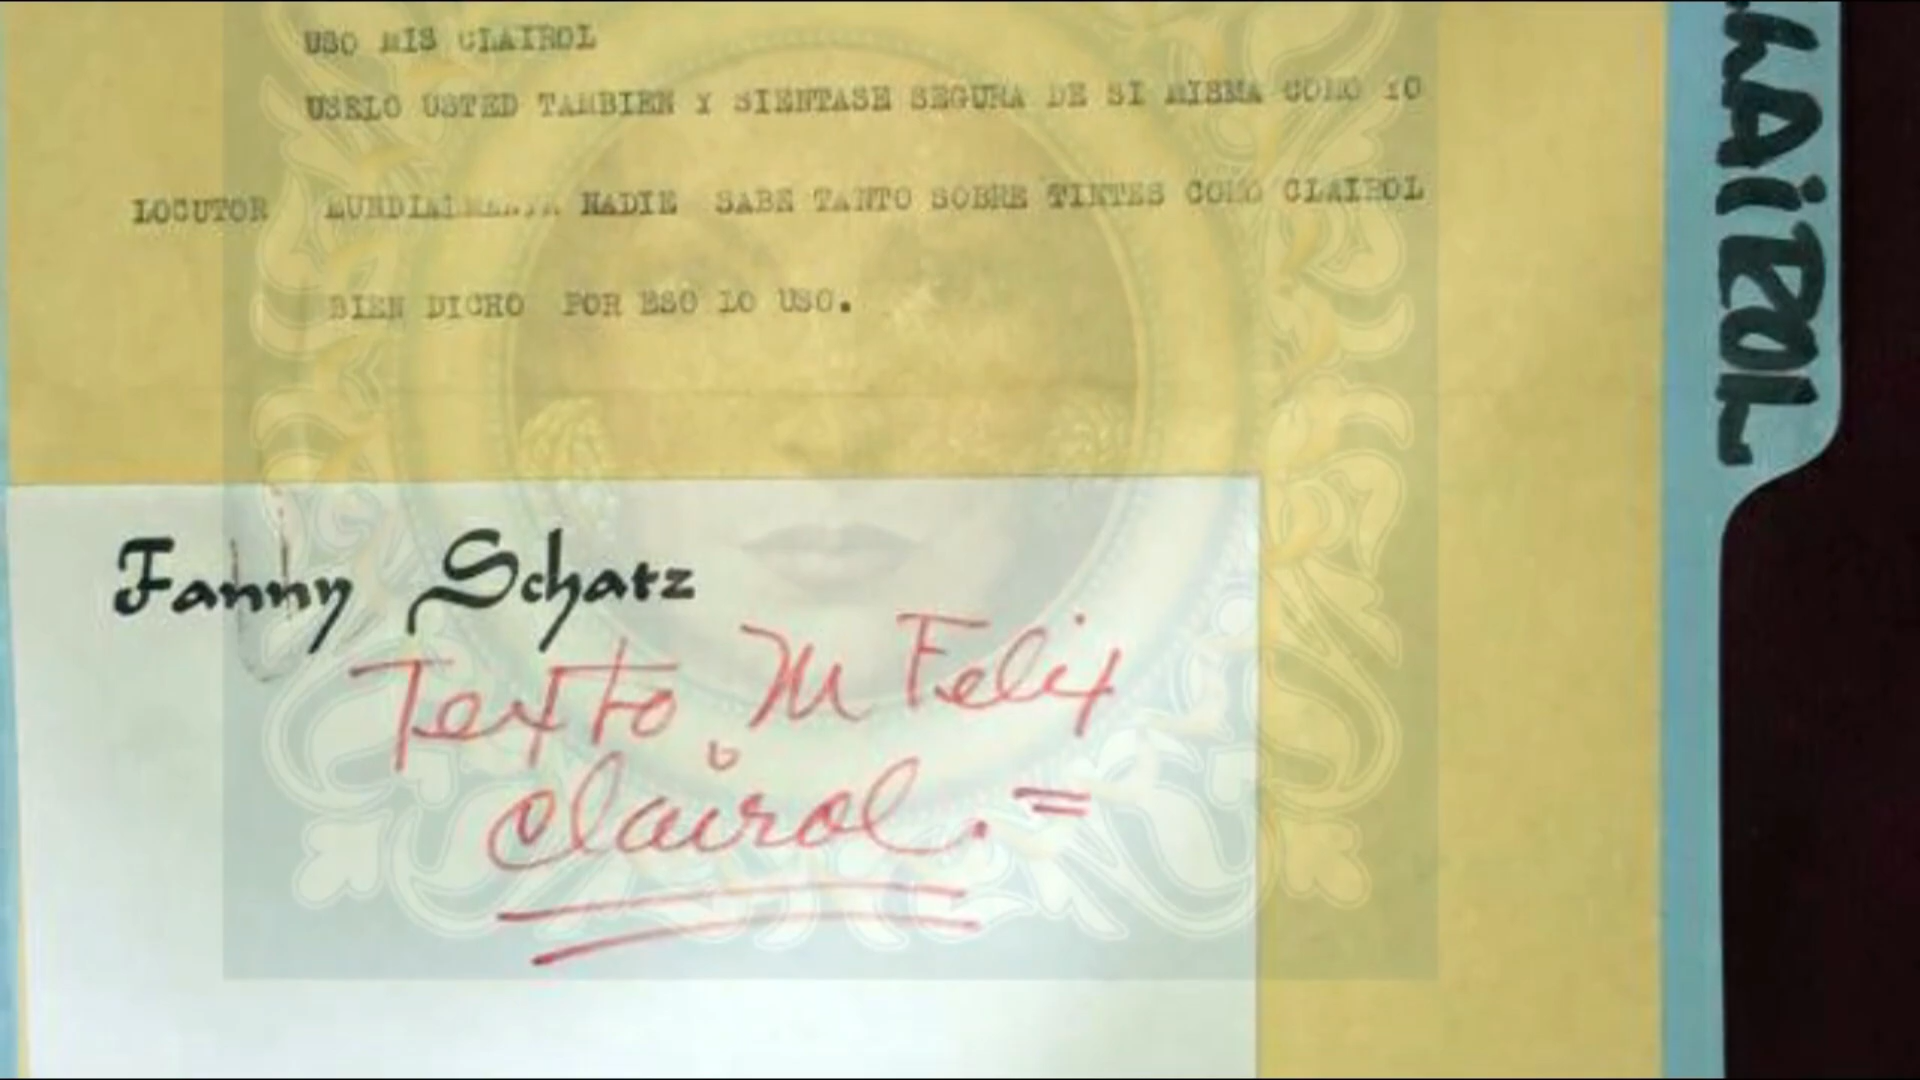 USO MIS CLAIROL
USELO USTED TAMBIEN Y SIENTASE SEGURA DE SI MISMA COMO YO
LOCUTOR MUNDIALMENTE NADIE SABE TANTO SOBRE TINTES COMO CLAIROL
BIEN DICHO POR ESO LO USO.
Fanny Schatz
Texto M Felix
Clairol. =
CLAIROL